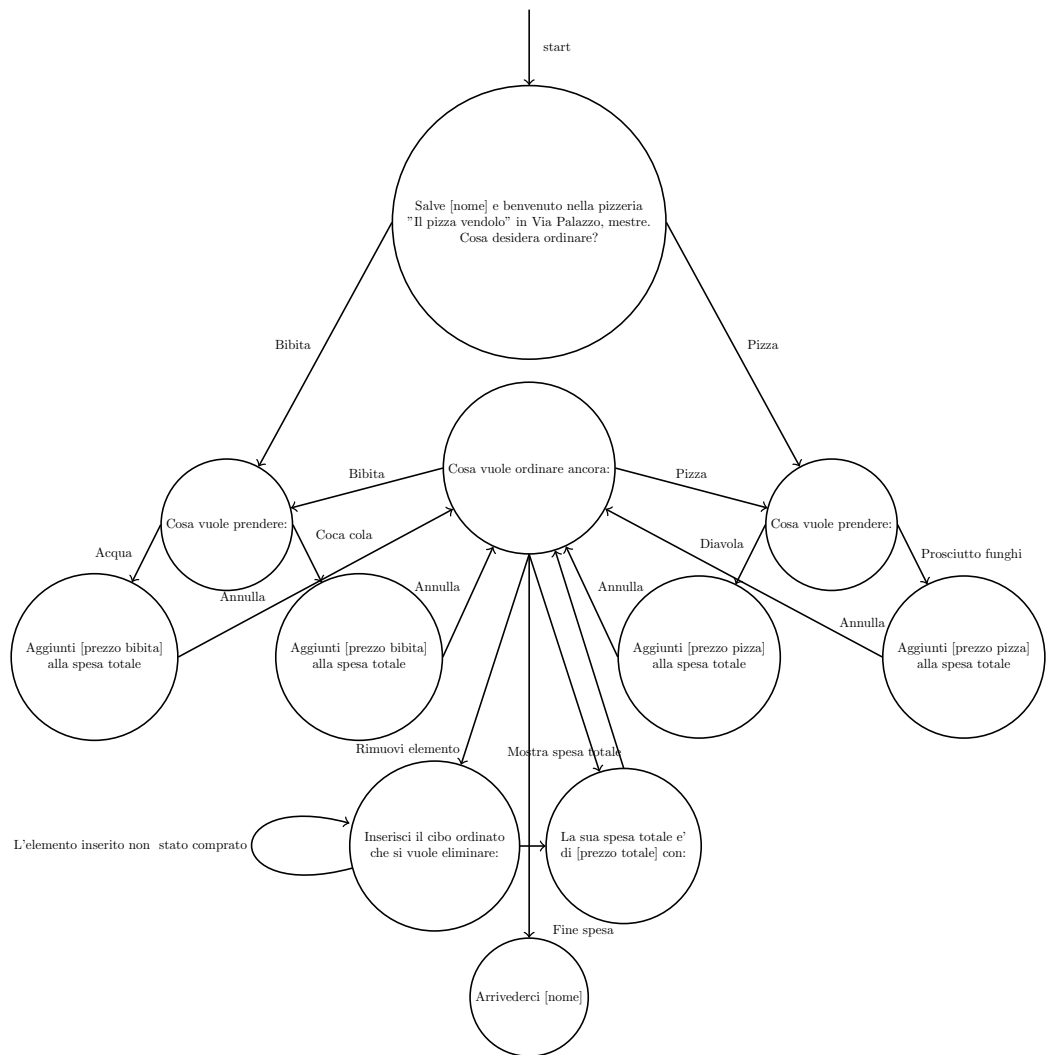 start
Salve [nome] e benvenuto nella pizzeria
"Il pizza vendolo" in Via Palazzo, mestre.
Cosa desidera ordinare?
Bibita
Pizza
Cosa vuole ordinare ancora:
Bibita
Pizza
Cosa vuole prendere:
Cosa vuole prendere:
Coca cola
Diavola
Acqua
Prosciutto funghi
Annulla
Annulla
Annulla
Annulla
Aggiunti [prezzo bibita]
alla spesa totale
Aggiunti [prezzo bibita]
alla spesa totale
Aggiunti [prezzo pizza]
alla spesa totale
Aggiunti [prezzo pizza]
alla spesa totale
Rimuovi elemento
Mostra spesa totale
L'elemento inserito non stato comprato
Inserisci il cibo ordinato
che si vuole eliminare:
La sua spesa totale e'
di [prezzo totale] con:
Fine spesa
Arrivederci [nome]